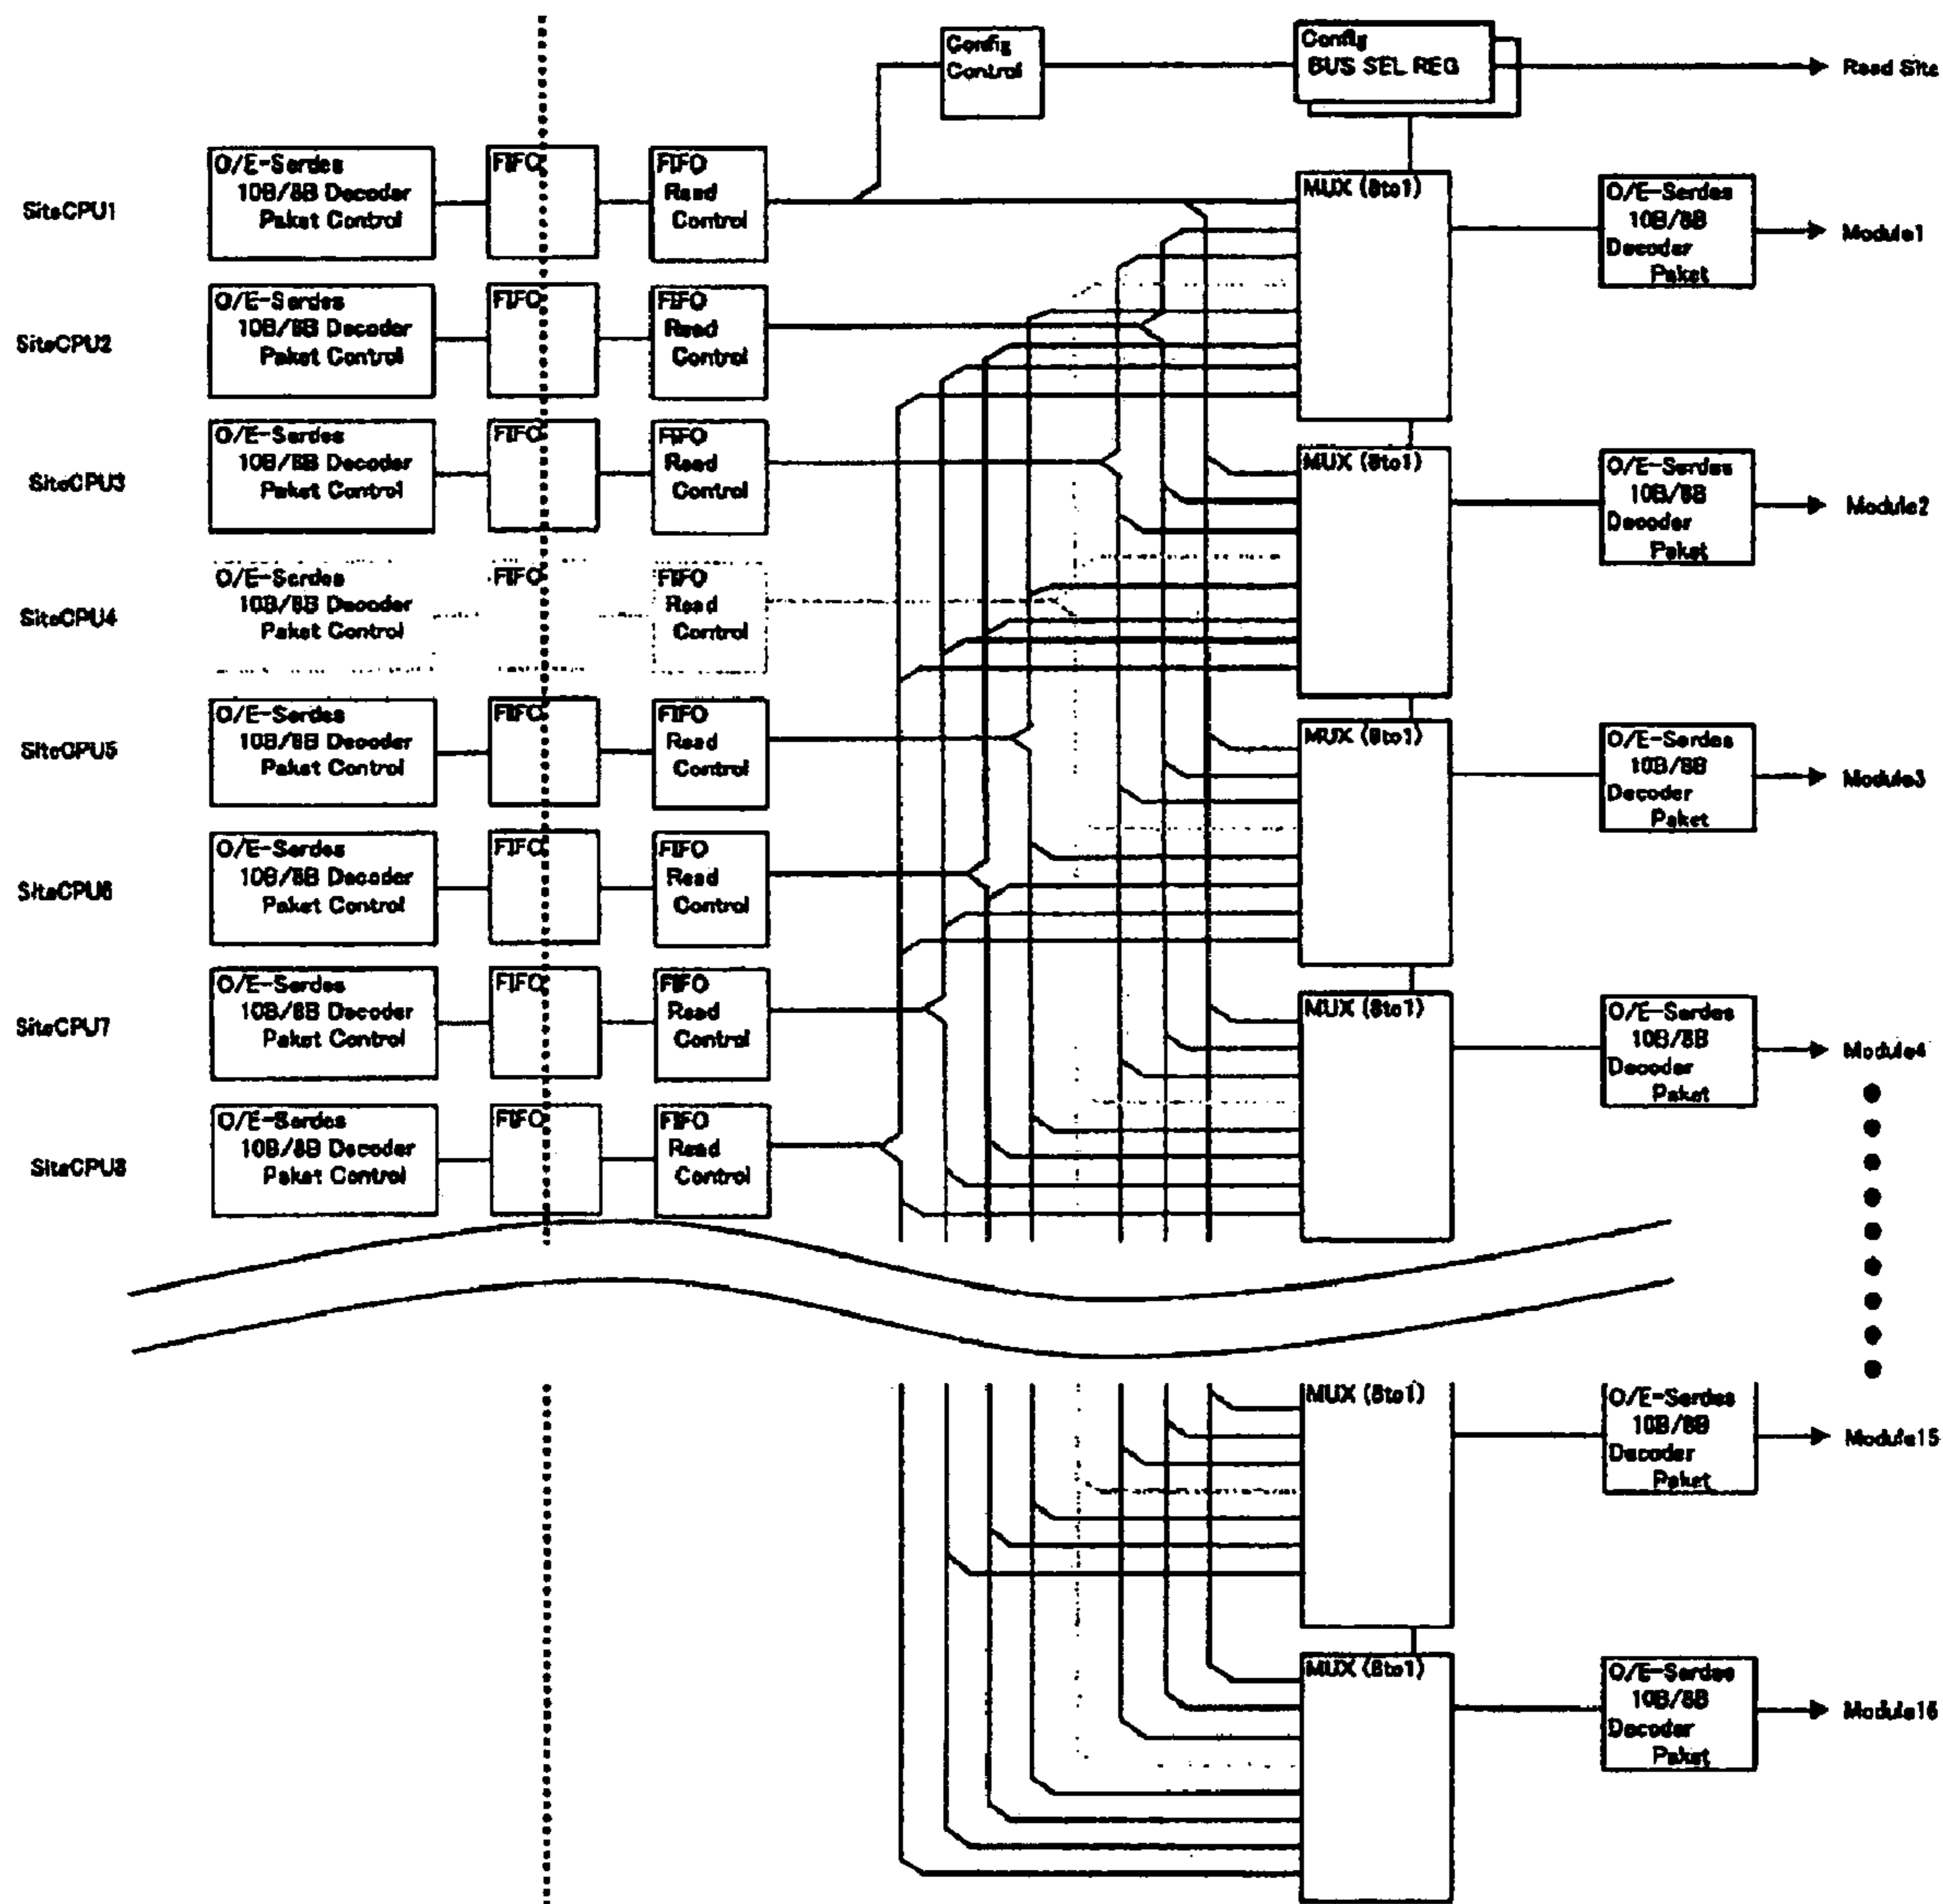 Config
Control
Config
BUS SEL REG
Read Site
SiteCPU1
O/E-Serdes
10B/8B Decoder
Paket Control
FIFO
FIFO
Read
Control
MUX (8to1)
O/E-Serdes
10B/8B
Decoder
Paket
Module1
SiteCPU2
O/E-Serdes
10B/8B Decoder
Paket Control
FIFO
FIFO
Read
Control
SiteCPU3
O/E-Serdes
10B/8B Decoder
Paket Control
FIFO
FIFO
Read
Control
MUX (8to1)
O/E-Serdes
10B/8B
Decoder
Paket
Module2
SiteCPU4
O/E-Serdes
10B/8B Decoder
Paket Control
FIFO
FIFO
Read
Control
SiteCPU5
O/E-Serdes
10B/8B Decoder
Paket Control
FIFO
FIFO
Read
Control
MUX (8to1)
O/E-Serdes
10B/8B
Decoder
Paket
Module3
SiteCPU6
O/E-Serdes
10B/8B Decoder
Paket Control
FIFO
FIFO
Read
Control
SiteCPU7
O/E-Serdes
10B/8B Decoder
Paket Control
FIFO
FIFO
Read
Control
MUX (8to1)
O/E-Serdes
10B/8B
Decoder
Paket
Module4
SiteCPU8
O/E-Serdes
10B/8B Decoder
Paket Control
FIFO
FIFO
Read
Control
MUX (8to1)
O/E-Serdes
10B/8B
Decoder
Paket
Module15
MUX (8to1)
O/E-Serdes
10B/8B
Decoder
Paket
Module16